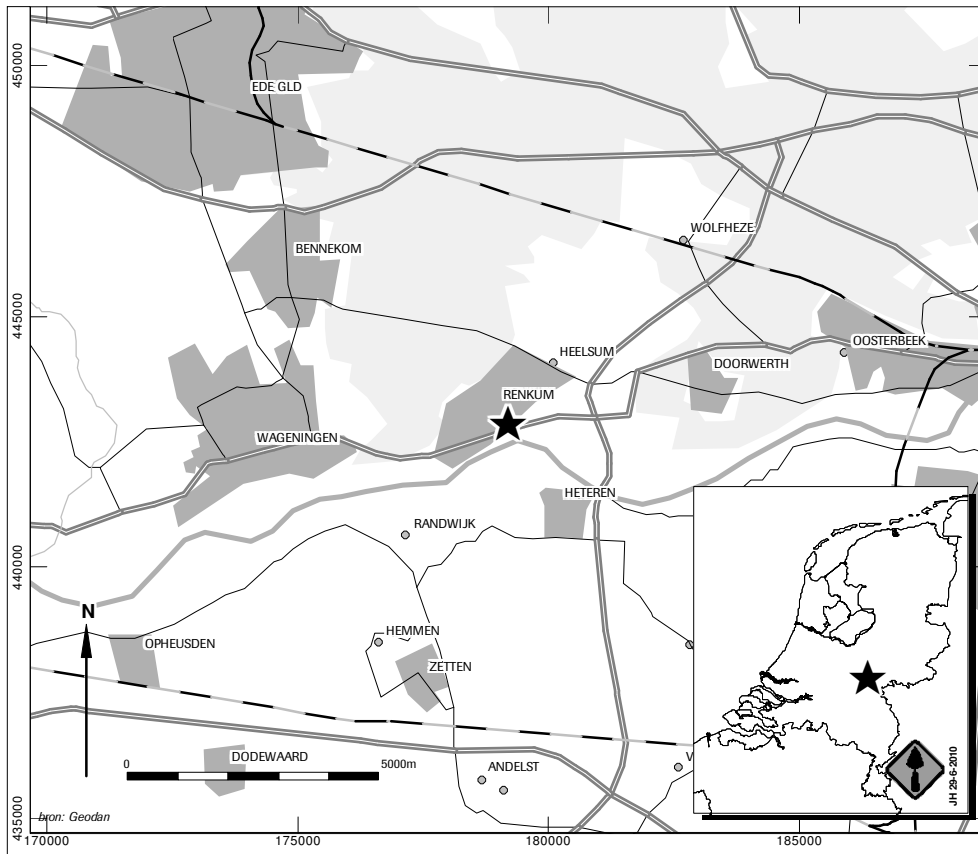 450000
EDE GLD
WOLFHEZE
BENNEKOM
445000
OOSTERBEEK
HEELSUM
DOORWERTH
RENKUM
WAGENINGEN
HETEREN
RANDWIJK
440000
N
HEMMEN
OPHEUSDEN
ZETTEN
DODEWAARD
V
5000m
0
ANDELST
JH 29-6-2010
bron: Geodan
435000
170000
175000
180000
185000